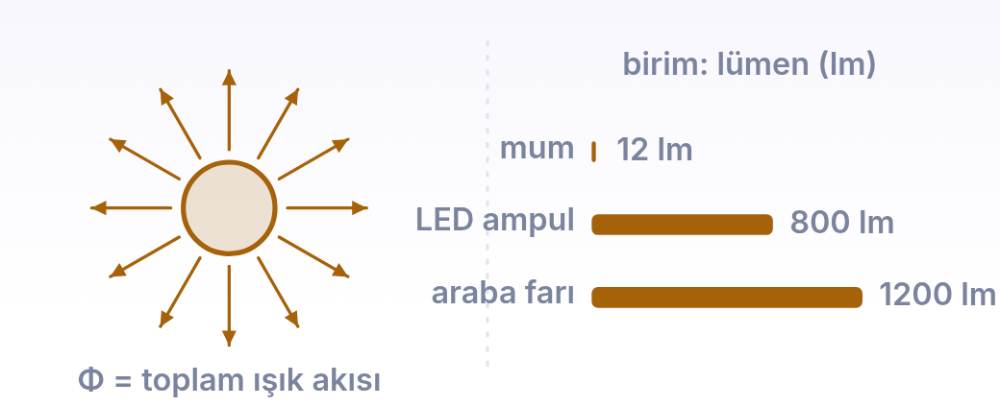 birim: lümen (lm)
mum 12 lm
LED ampul 800 lm
araba farı 1200 lm
Φ = toplam ışık akısı